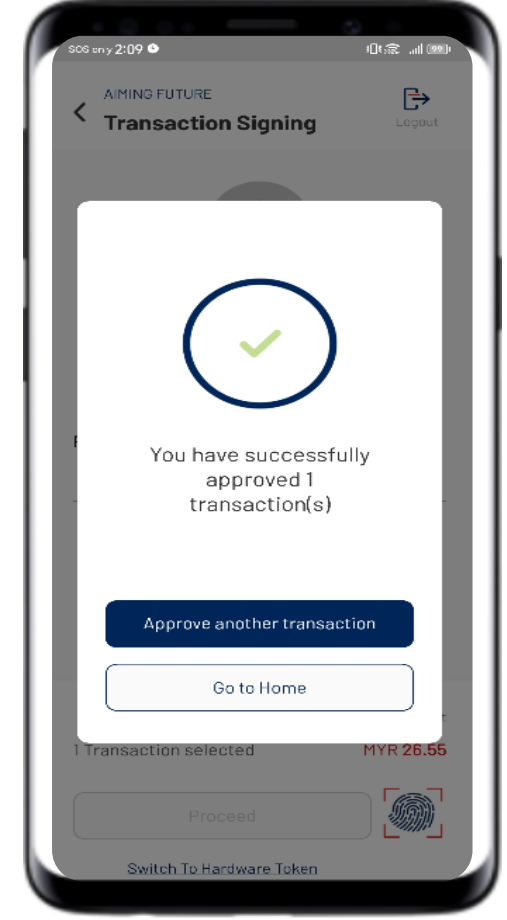 SOS only 2:09
99
AIMING FUTURE
Transaction Signing
Logout
You have successfully
approved 1
transaction(s)
Approve another transaction
Go to Home
1 Transaction selected
MYR 26.55
Proceed
Switch To Hardware Token